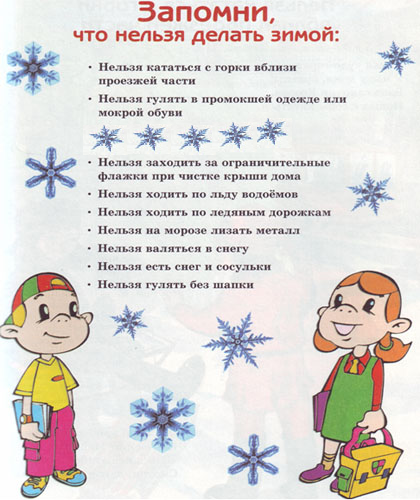 Запомни,
что нельзя делать зимой:
• Нельзя кататься с горки вблизи
проезжей части
• Нельзя гулять в промокшей одежде или
мокрой обуви
• Нельзя заходить за ограничительные
флажки при чистке крыши дома
• Нельзя ходить по льду водоёмов
• Нельзя ходить по ледяным дорожкам
• Нельзя на морозе лизать металл
• Нельзя валяться в снегу
• Нельзя есть снег и сосульки
• Нельзя гулять без шапки